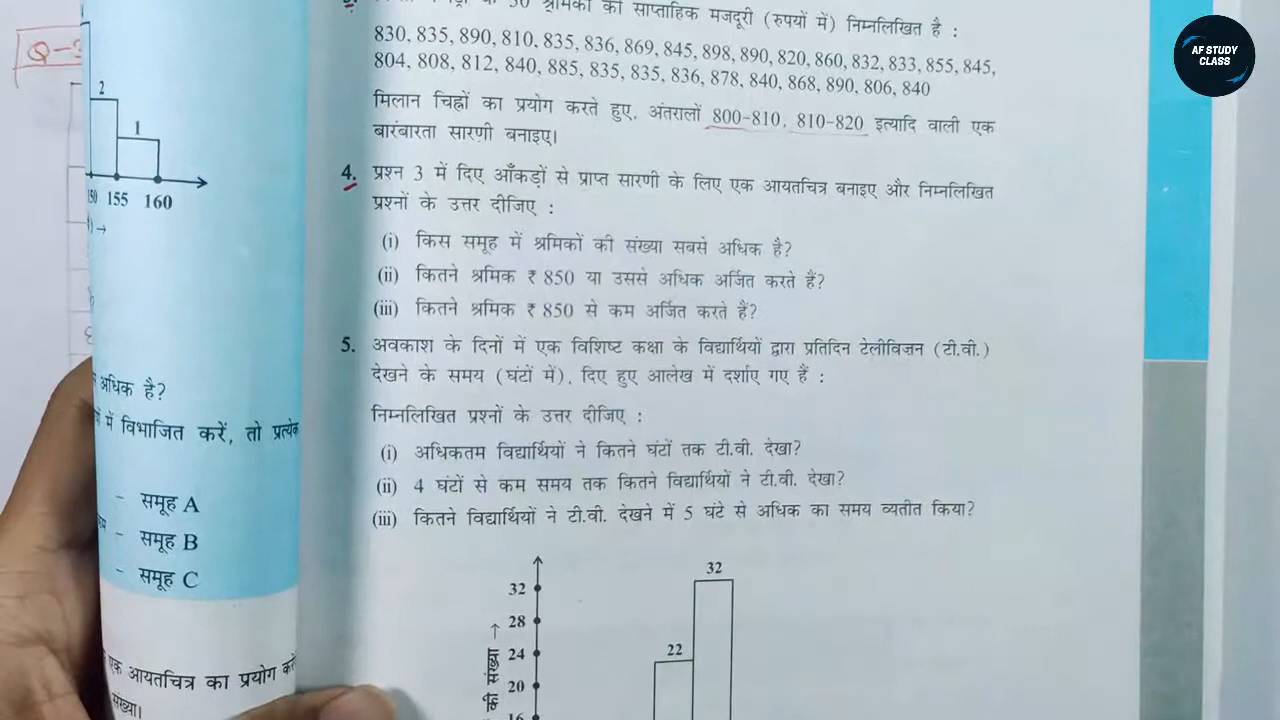 श्रमिकों की साप्ताहिक मजदूरी (रुपयों में) निम्नलिखित है :
830, 835, 890, 810, 835, 836, 869, 845, 898, 890, 820, 860, 832, 833, 855, 845,
804, 808, 812, 840, 885, 835, 835, 836, 878, 840, 868, 890, 806, 840
मिलान चिह्नों का प्रयोग करते हुए, अंतरालों 800-810, 810-820 इत्यादि वाली एक
बारंबारता सारणी बनाइए।
4. प्रश्न 3 में दिए आँकड़ों से प्राप्त सारणी के लिए एक आयतचित्र बनाइए और निम्नलिखित
प्रश्नों के उत्तर दीजिए :
(i) किस समूह में श्रमिकों की संख्या सबसे अधिक है?
(ii) कितने श्रमिक ₹ 850 या उससे अधिक अर्जित करते हैं?
(iii) कितने श्रमिक ₹ 850 से कम अर्जित करते हैं?
5. अवकाश के दिनों में एक विशिष्ट कक्षा के विद्यार्थियों द्वारा प्रतिदिन टेलीविज़न (टी.वी.)
देखने के समय (घंटों में), दिए हुए आलेख में दर्शाए गए हैं :
निम्नलिखित प्रश्नों के उत्तर दीजिए :
(i) अधिकतम विद्यार्थियों ने कितने घंटों तक टी.वी. देखा?
(ii) 4 घंटों से कम समय तक कितने विद्यार्थियों ने टी.वी. देखा?
(iii) कितने विद्यार्थियों ने टी.वी. देखने में 5 घंटे से अधिक का समय व्यतीत किया?
32
32
28
22
24
20
16
की संख्या →
2
1
155 160
अधिक है?
में विभाजित करें, तो प्रत्येक
– समूह A
– समूह B
– समूह C
एक आयतचित्र का प्रयोग
संख्या।
AF STUDY
CLASS